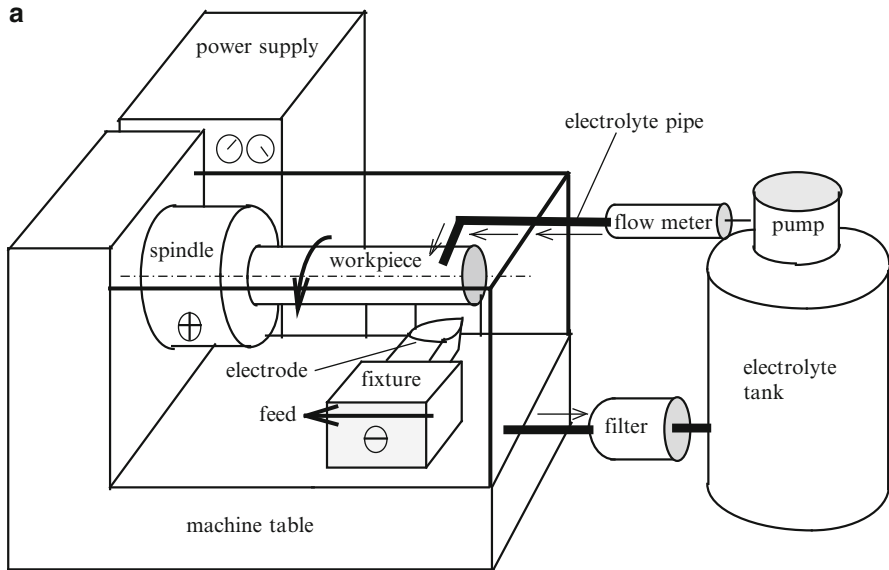 a
power supply
electrolyte pipe
flow meter
pump
spindle
workpiece
electrode
fixture
feed
electrolyte
tank
filter
machine table